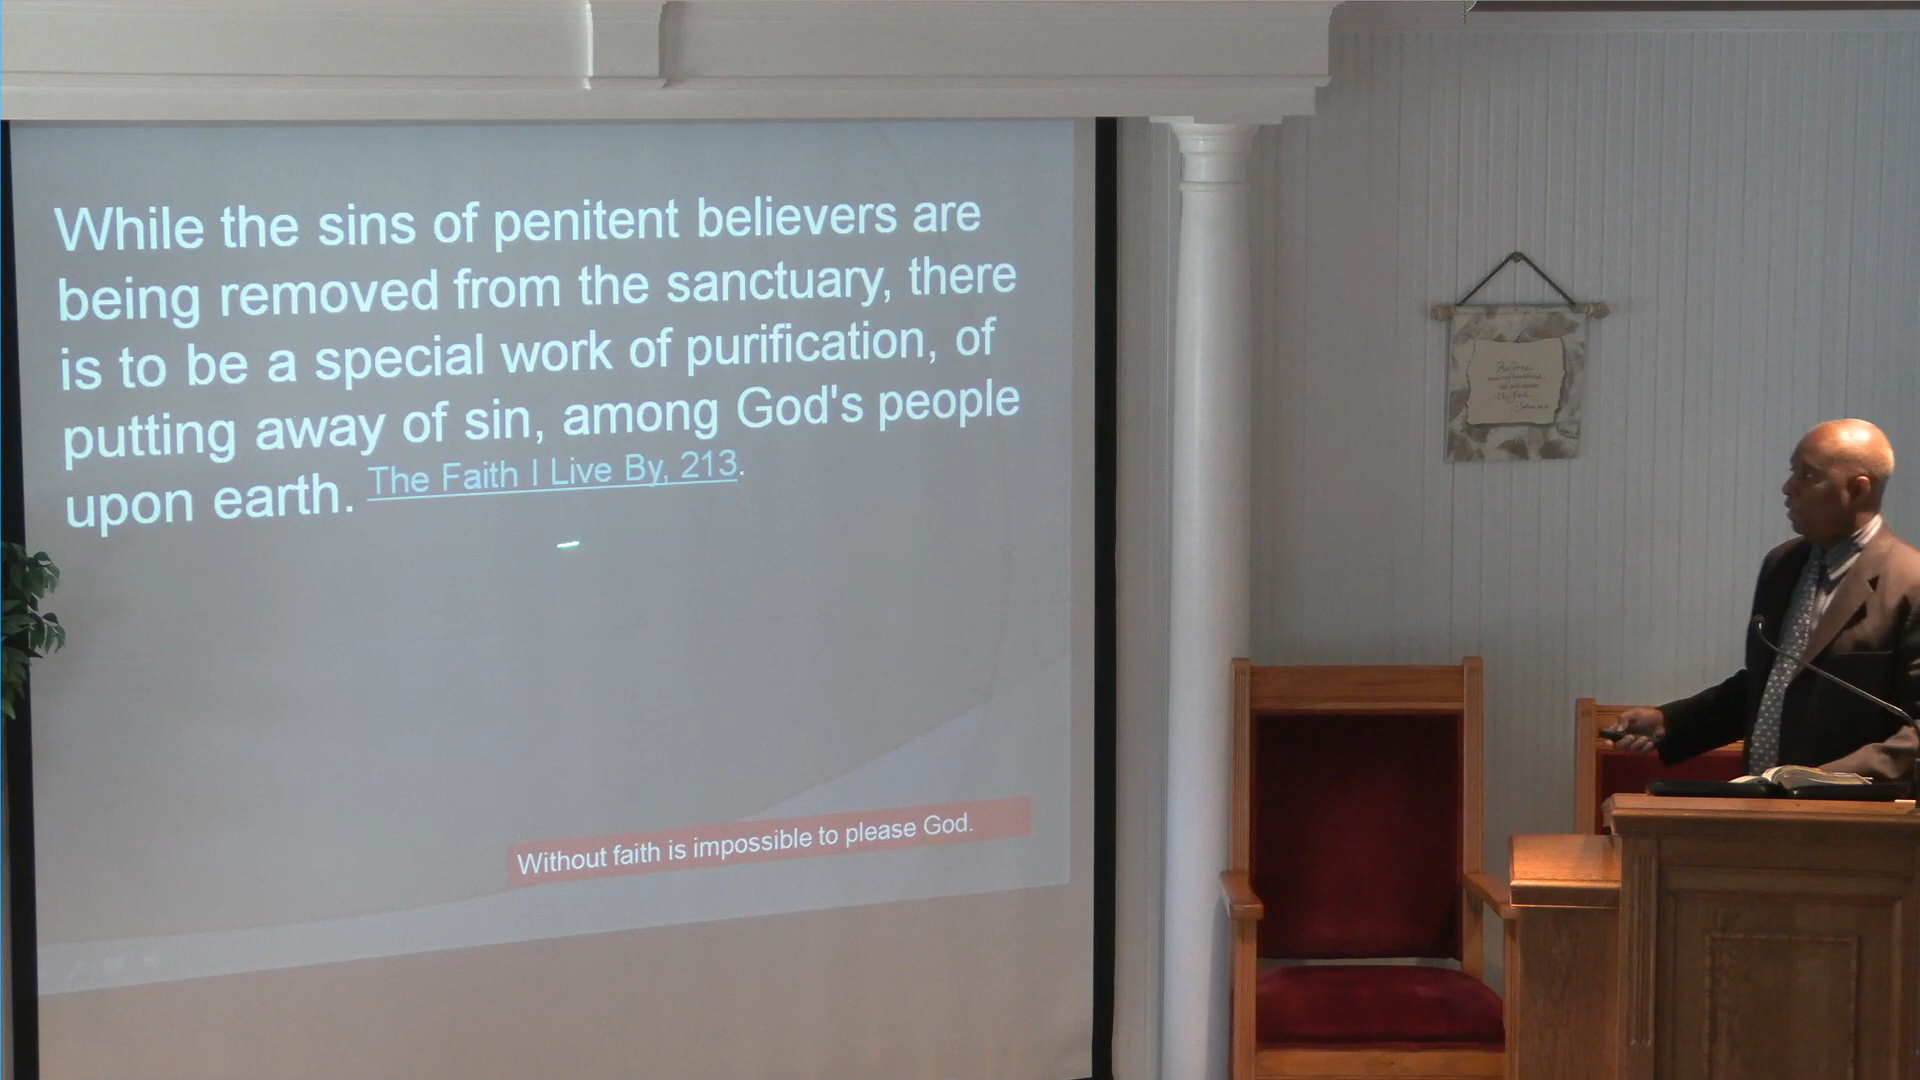 While the sins of penitent believers are
being removed from the sanctuary, there
is to be a special work of purification, of
putting away of sin, among God's people
upon earth. The Faith I Live By, 213.
Without faith is impossible to please God.